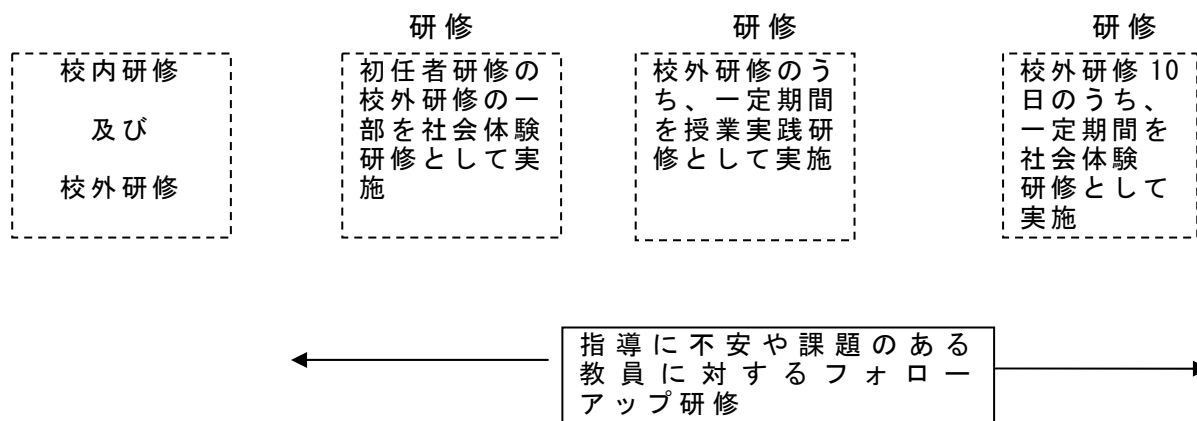 研修
研修
研修
校内研修
及び
校外研修
初任者研修の
校外研修の一
部を社会体験
研修として実
施
校外研修のう
ち、一定期間
を授業実践研
修として実施
校外研修 10
日のうち、
一定期間を
社会体験
研修として
実施
指導に不安や課題のある
教員に対するフォロー
アップ研修